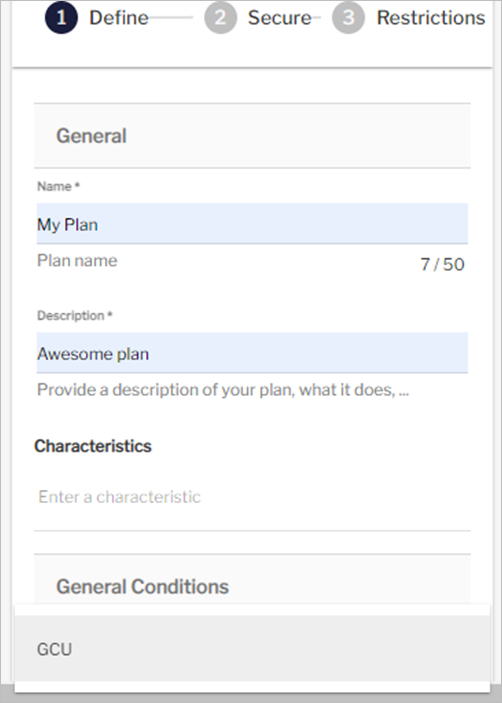 1 Define 2 Secure 3 Restrictions
General
Name *
My Plan
Plan name 7 / 50
Description *
Awesome plan
Provide a description of your plan, what it does, ...
Characteristics
Enter a characteristic
General Conditions
GCU